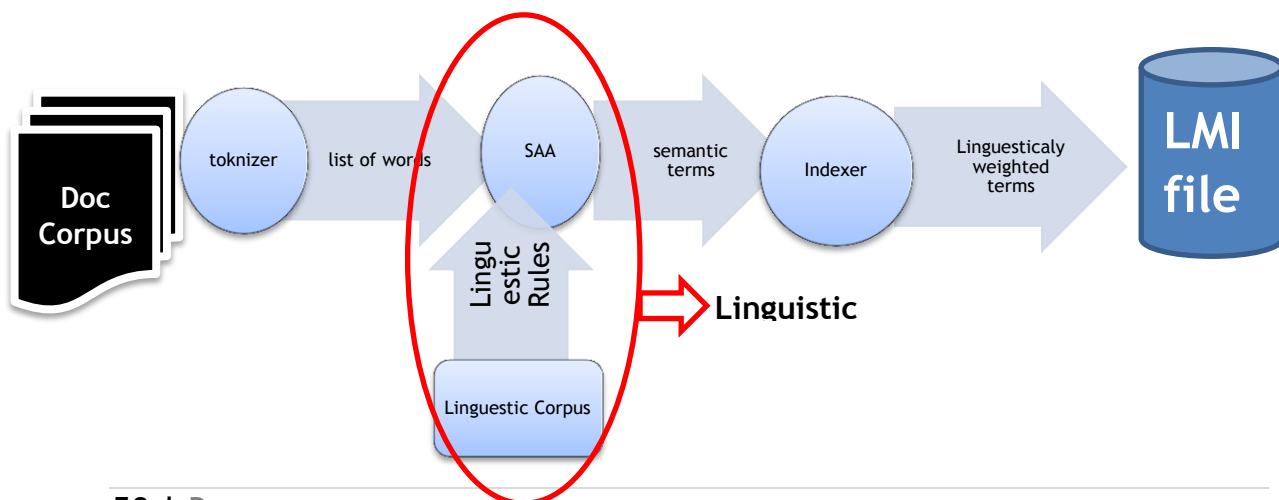 Doc
Corpus
toknizer
list of words
SAA
semantic
terms
Indexer
Linguesticaly
weighted
terms
LMI
file
Lingu
estic
Rules
Linguistic
Linguestic Corpus